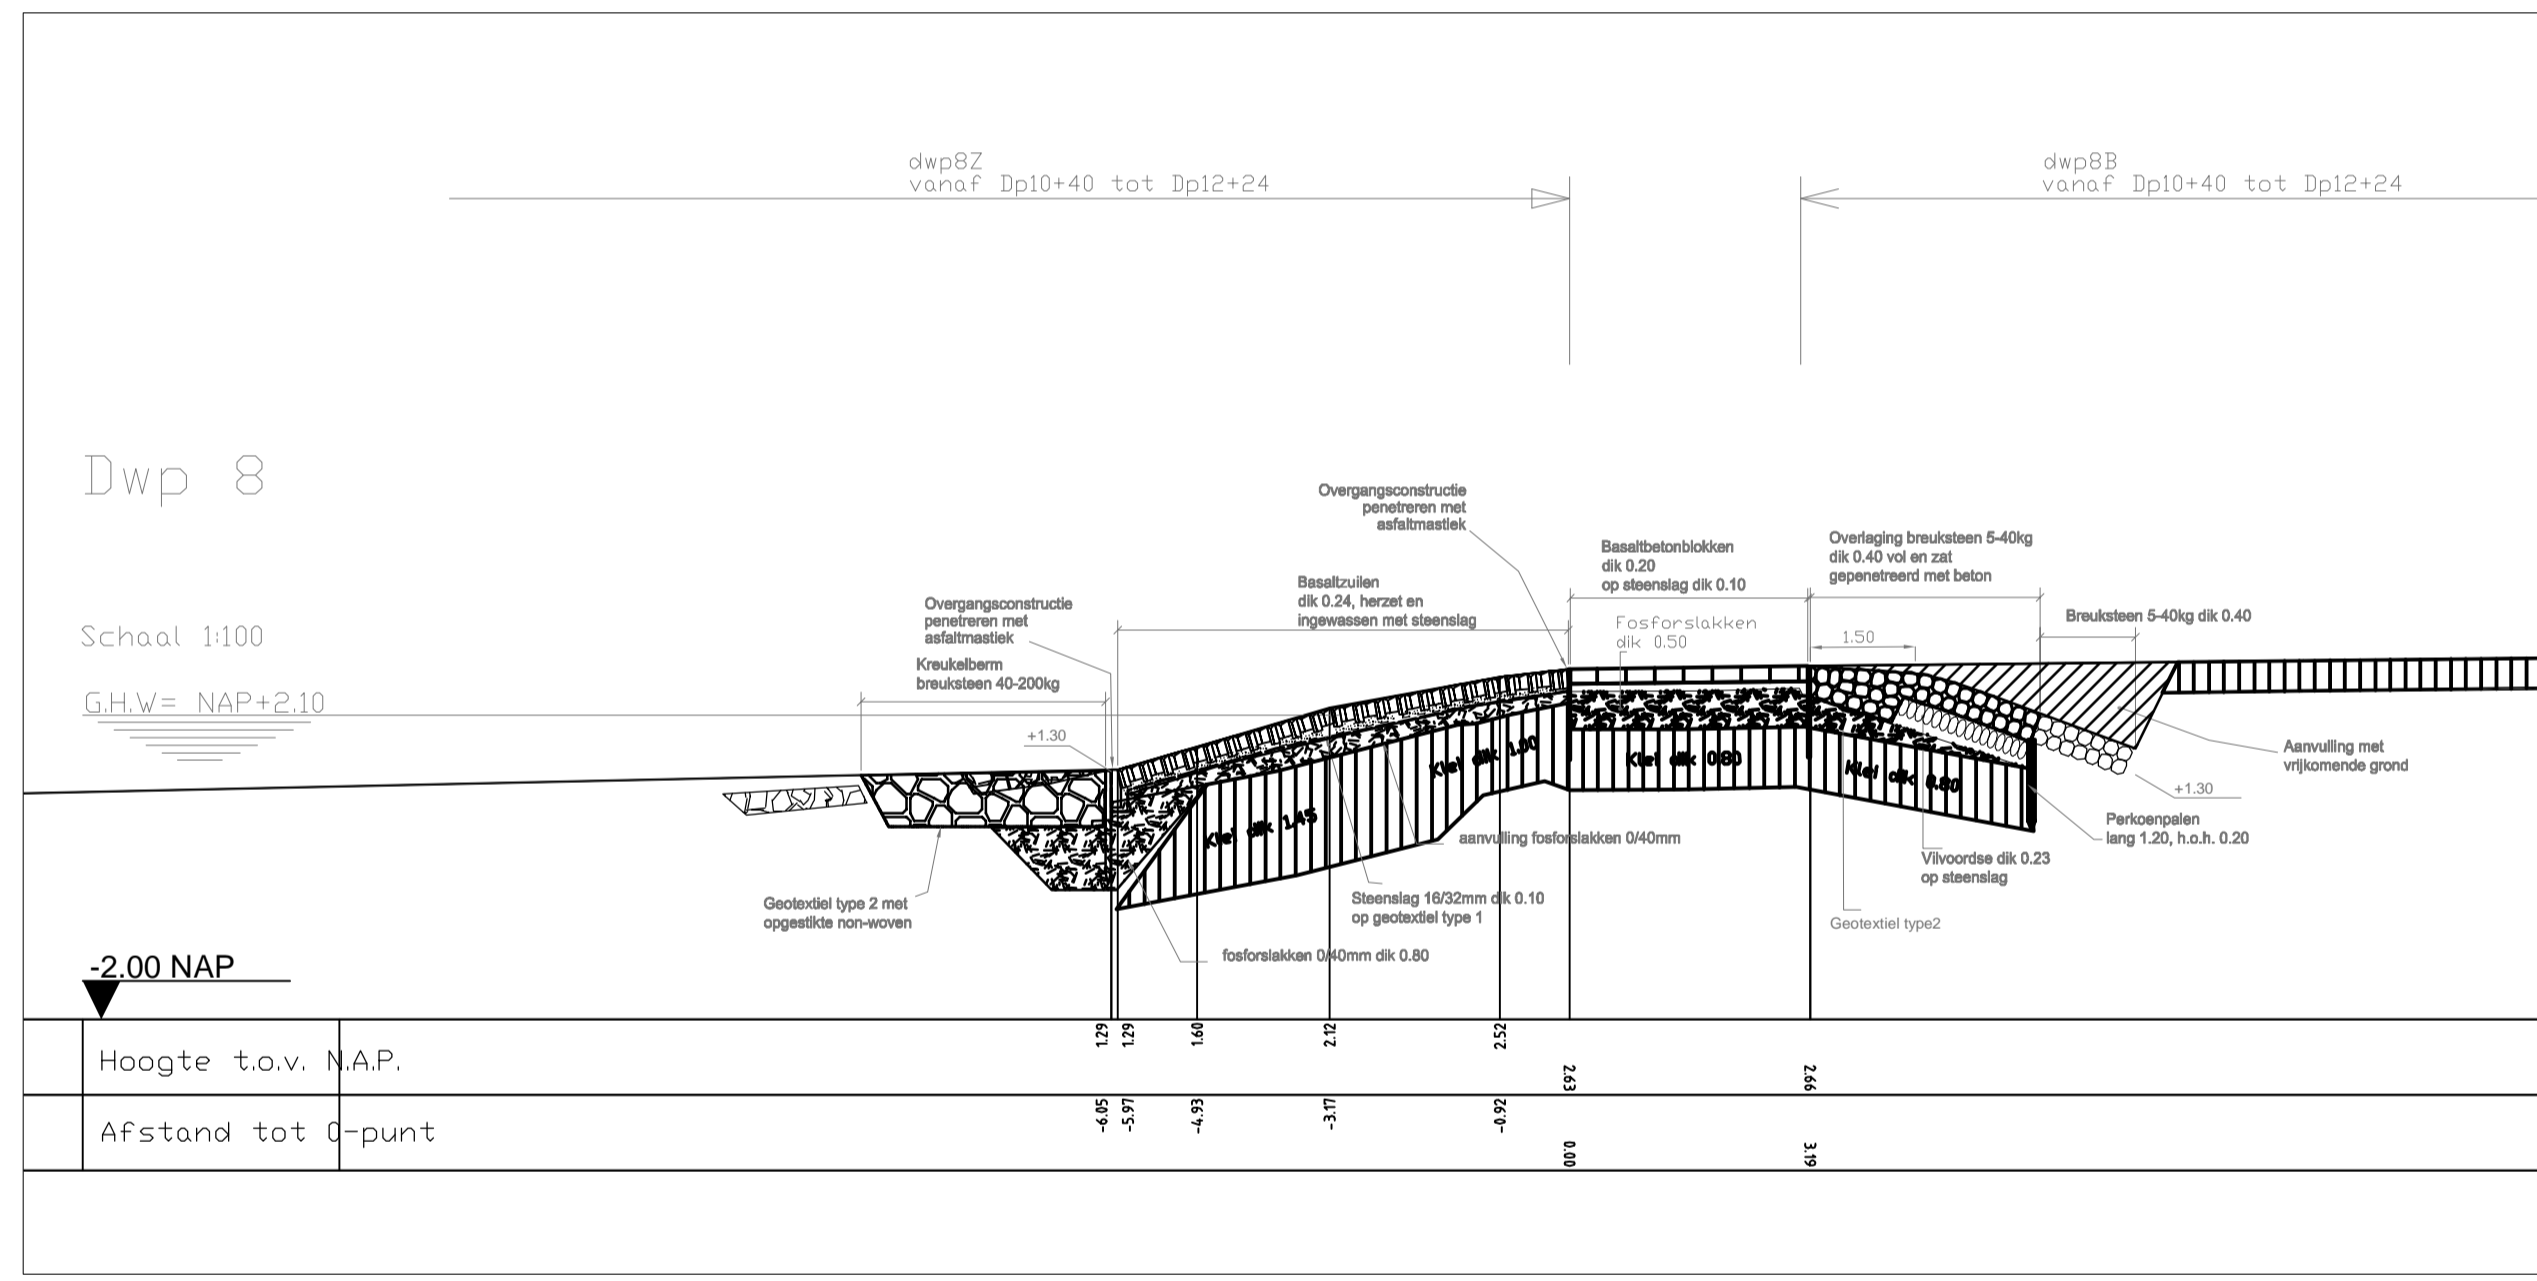 dwp8Z
vanaf Dp10+40 tot Dp12+24
dwp8B
vanaf Dp10+40 tot Dp12+24
Dwp 8
Schaal 1:100
G.H.W= NAP+2.10
Overgangsconstructie
penetreren met
asfaltmastiek
Kreukelberm
breuksteen 40-200kg
+1.30
Basaltzuilen
dik 0.24, herzet en
ingewassen met steenslag
Overgangsconstructie
penetreren met
asfaltmastiek
Basaltbetonblokken
dik 0.20
op steenslag dik 0.10
Fosforslakken
dik 0.50
Overlaging breuksteen 5-40kg
dik 0.40 vol en zat
gepenetreerd met beton
1.50
Breuksteen 5-40kg dik 0.40
Klei dik 1.45
Klei dik 1.00
Klei dik 0.80
Klei dik 0.80
Aanvulling met
vrijkomende grond
+1.30
Perkoenpalen
lang 1.20, h.o.h. 0.20
Vilvoordse dik 0.23
op steenslag
Geotextiel type2
aanvulling fosforslakken 0/40mm
Steenslag 16/32mm dik 0.10
op geotextiel type 1
fosforslakken 0/40mm dik 0.80
Geotextiel type 2 met
opgestikte non-woven
-2.00 NAP
Hoogte t.o.v. N.A.P.
1.29 1.29 1.60 2.12 2.52 2.63 2.66
Afstand tot 0-punt
-6.05 -5.97 -4.93 -3.17 -0.92 0.00 3.19